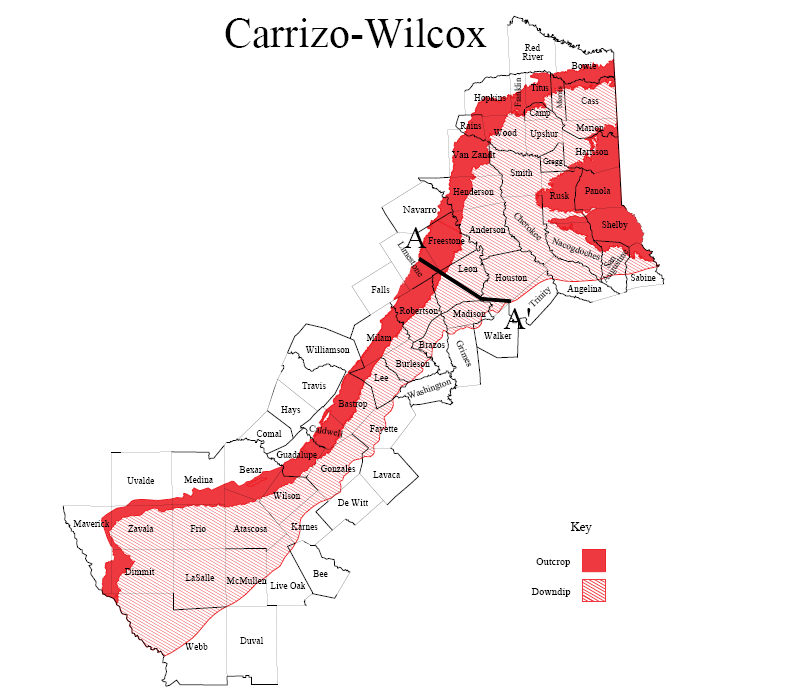 Carrizo-Wilcox
Red
River
Bowie
Titus
Franklin
Morris
Hopkins
Cass
Camp
Rains
Wood
Upshur
Marion
Van Zandt
Gregg
Harrison
Smith
Henderson
Rusk
Panola
Navarro
Cherokee
Shelby
A
Freestone
Anderson
Limestone
Nacogdoches
San
Augustine
Leon
Houston
Sabine
Falls
Angelina
Trinity
Robertson
Madison
A'
Milam
Walker
Brazos
Grimes
Williamson
Burleson
Lee
Travis
Washington
Hays
Bastrop
Comal
Caldwell
Fayette
Guadalupe
Bexar
Gonzales
Lavaca
Uvalde
Medina
Wilson
De Witt
Maverick
Zavala
Frio
Atascosa
Karnes
Key
Outcrop
Dimmit
LaSalle
McMullen
Live Oak
Bee
Downdip
Webb
Duval